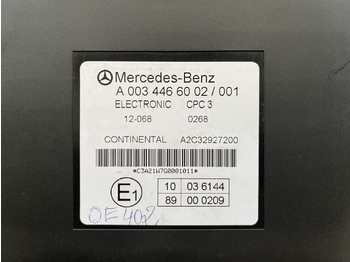 Mercedes-Benz
A 003 446 60 02 / 001
ELECTRONIC CPC 3
12-068 0268
CONTINENTAL A2C32927200
*C3A21W7G0001011*
E1 10 03 6144
89 00 0209
OE 402